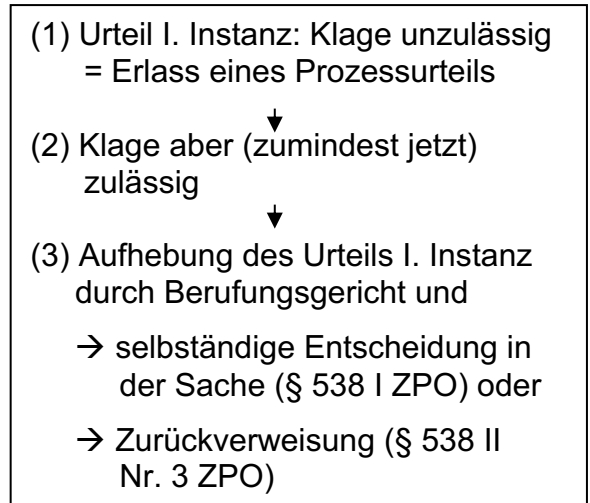 (1) Urteil I. Instanz: Klage unzulässig
= Erlass eines Prozessurteils
(2) Klage aber (zumindest jetzt)
zulässig
(3) Aufhebung des Urteils I. Instanz
durch Berufungsgericht und
→ selbständige Entscheidung in
der Sache (§ 538 I ZPO) oder
→ Zurückverweisung (§ 538 II
Nr. 3 ZPO)